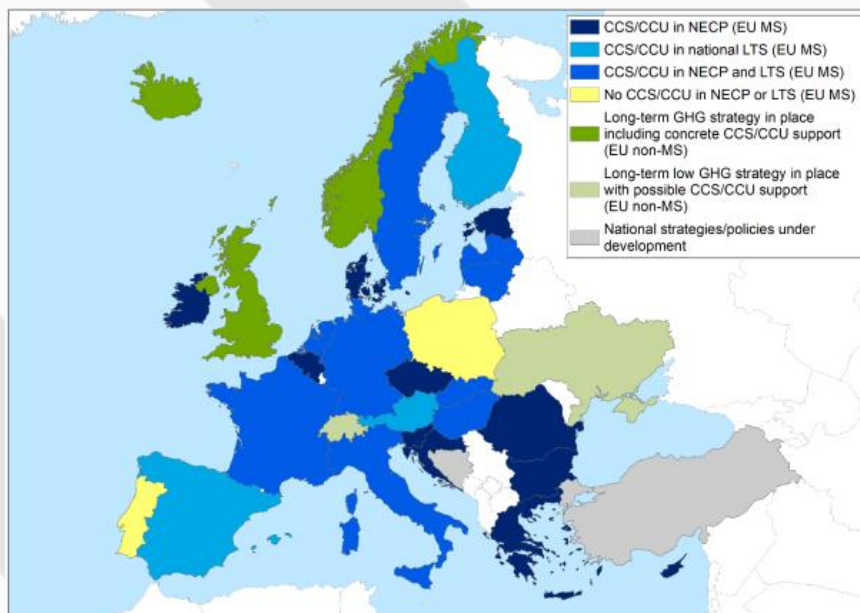 CCS/CCU in NECP (EU MS)
CCS/CCU in national LTS (EU MS)
CCS/CCU in NECP and LTS (EU MS)
No CCS/CCU in NECP or LTS (EU MS)
Long-term GHG strategy in place
including concrete CCS/CCU support
(EU non-MS)
Long-term low GHG strategy in place
with possible CCS/CCU support
(EU non-MS)
National strategies/policies under
development